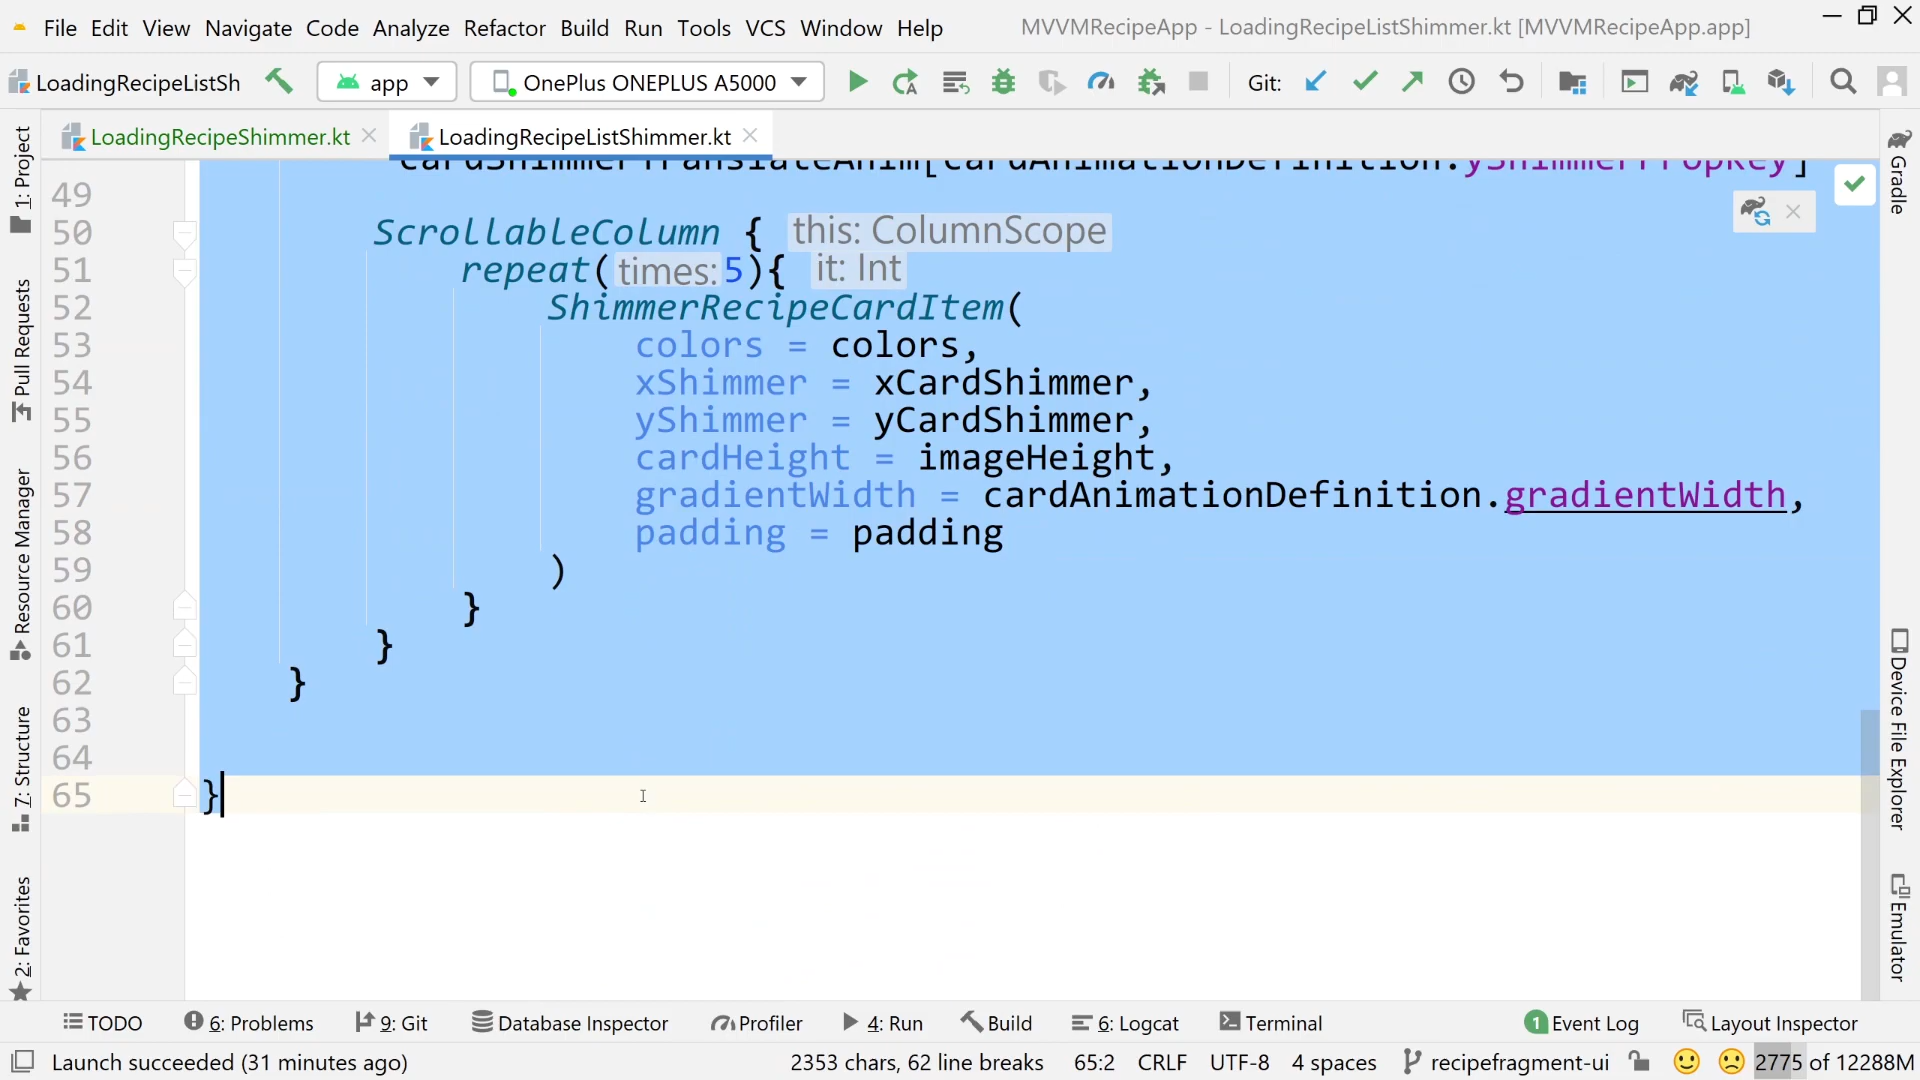 File Edit View Navigate Code Analyze Refactor Build Run Tools VCS Window Help MVVMRecipeApp - LoadingRecipeListShimmer.kt [MVVMRecipeApp.app]
LoadingRecipeListSh app OnePlus ONEPLUS A5000 Git:
LoadingRecipeShimmer.kt LoadingRecipeListShimmer.kt
cardShimmerTranslateAnim[cardAnimationDefinition.yShimmerPropKey]
49
50 ScrollableColumn { this: ColumnScope
51 repeat( times: 5){ it: Int
52 ShimmerRecipeCardItem(
53 colors = colors,
54 xShimmer = xCardShimmer,
55 yShimmer = yCardShimmer,
56 cardHeight = imageHeight,
57 gradientWidth = cardAnimationDefinition.gradientWidth,
58 padding = padding
59 )
60 }
61 }
62 }
63
64
65 }
1: Project
Pull Requests
Resource Manager
7: Structure
2: Favorites
Gradle
Device File Explorer
Emulator
TODO 6: Problems 9: Git Database Inspector Profiler 4: Run Build 6: Logcat Terminal 1 Event Log Layout Inspector
Launch succeeded (31 minutes ago) 2353 chars, 62 line breaks 65:2 CRLF UTF-8 4 spaces recipefragment-ui 2775 of 12288M